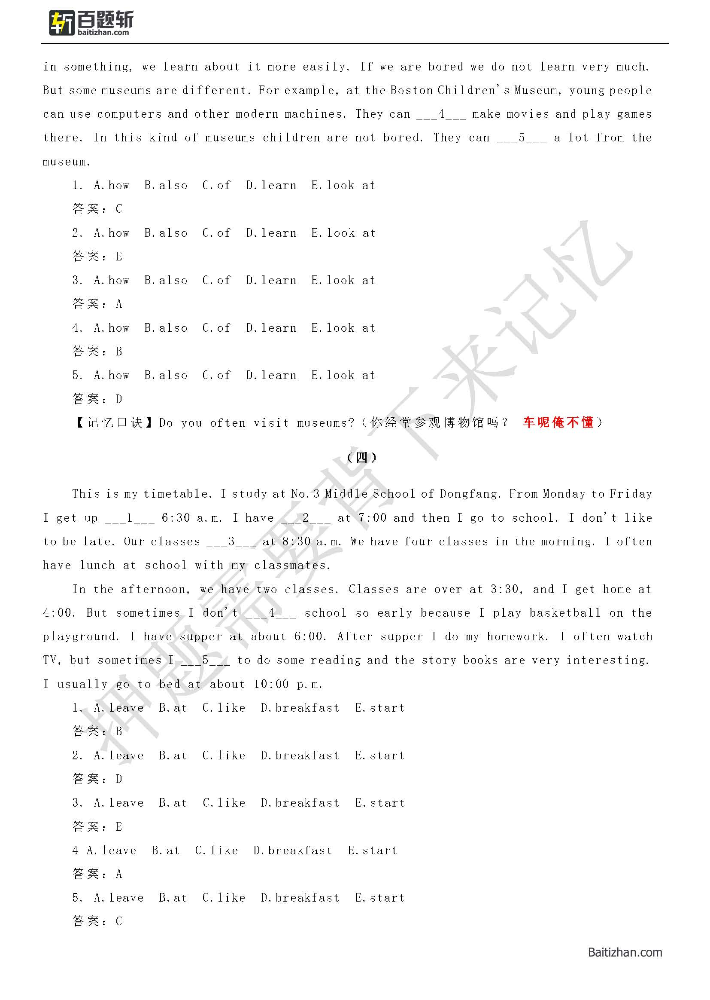 斩 百题斩
baitizhan.com
in something, we learn about it more easily. If we are bored we do not learn very much.
But some museums are different. For example, at the Boston Children's Museum, young people
can use computers and other modern machines. They can ___4___ make movies and play games
there. In this kind of museums children are not bored. They can ___5___ a lot from the
museum.
1. A.how B.also C.of D.learn E.look at
答案：C
2. A.how B.also C.of D.learn E.look at
答案：E
3. A.how B.also C.of D.learn E.look at
答案：A
4. A.how B.also C.of D.learn E.look at
答案：B
5. A.how B.also C.of D.learn E.look at
答案：D
【记忆口诀】Do you often visit museums?（你经常参观博物馆吗？ 车呢俺不懂）
（四）
This is my timetable. I study at No.3 Middle School of Dongfang. From Monday to Friday
I get up ___1___ 6:30 a.m. I have ___2___ at 7:00 and then I go to school. I don't like
to be late. Our classes ___3___ at 8:30 a.m. We have four classes in the morning. I often
have lunch at school with my classmates.
In the afternoon, we have two classes. Classes are over at 3:30, and I get home at
4:00. But sometimes I don't ___4___ school so early because I play basketball on the
playground. I have supper at about 6:00. After supper I do my homework. I often watch
TV, but sometimes I ___5___ to do some reading and the story books are very interesting.
I usually go to bed at about 10:00 p.m.
1. A.leave B.at C.like D.breakfast E.start
答案：B
2. A.leave B.at C.like D.breakfast E.start
答案：D
3. A.leave B.at C.like D.breakfast E.start
答案：E
4 A.leave B.at C.like D.breakfast E.start
答案：A
5. A.leave B.at C.like D.breakfast E.start
答案：C
押题需要背下来记忆
Baitizhan.com